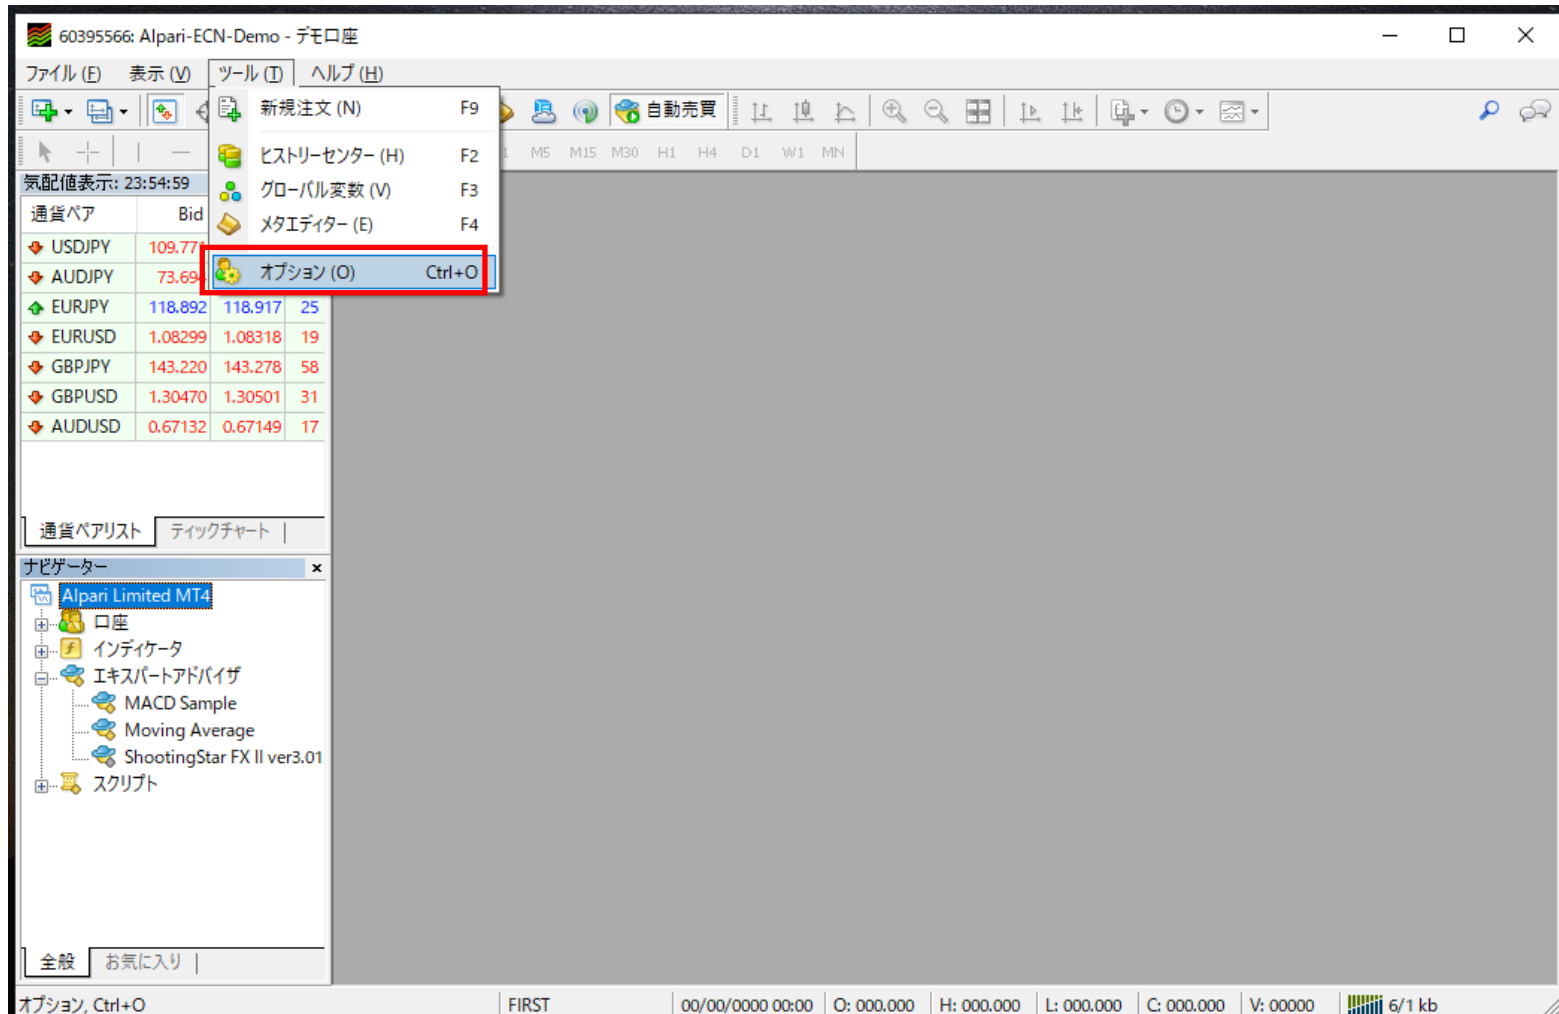 60395566: Alpari-ECN-Demo - デモ口座
ファイル (F) 表示 (V) ツール (T) ヘルプ (H)
新規注文 (N) F9
ヒストリーセンター (H) F2
グローバル変数 (V) F3
メタエディター (E) F4
オプション (O) Ctrl+O
自動売買
M5 M15 M30 H1 H4 D1 W1 MN
気配値表示: 23:54:59
通貨ペア Bid
USDJPY 109.771
AUDJPY 73.694
EURJPY 118.892 118.917 25
EURUSD 1.08299 1.08318 19
GBPJPY 143.220 143.278 58
GBPUSD 1.30470 1.30501 31
AUDUSD 0.67132 0.67149 17
通貨ペアリスト ティックチャート
ナビゲーター
Alpari Limited MT4
口座
インディケータ
エキスパートアドバイザ
MACD Sample
Moving Average
ShootingStar FX II ver3.01
スクリプト
全般 お気に入り
オプション, Ctrl+O FIRST 00/00/0000 00:00 O: 000.000 H: 000.000 L: 000.000 C: 000.000 V: 00000 6/1 kb